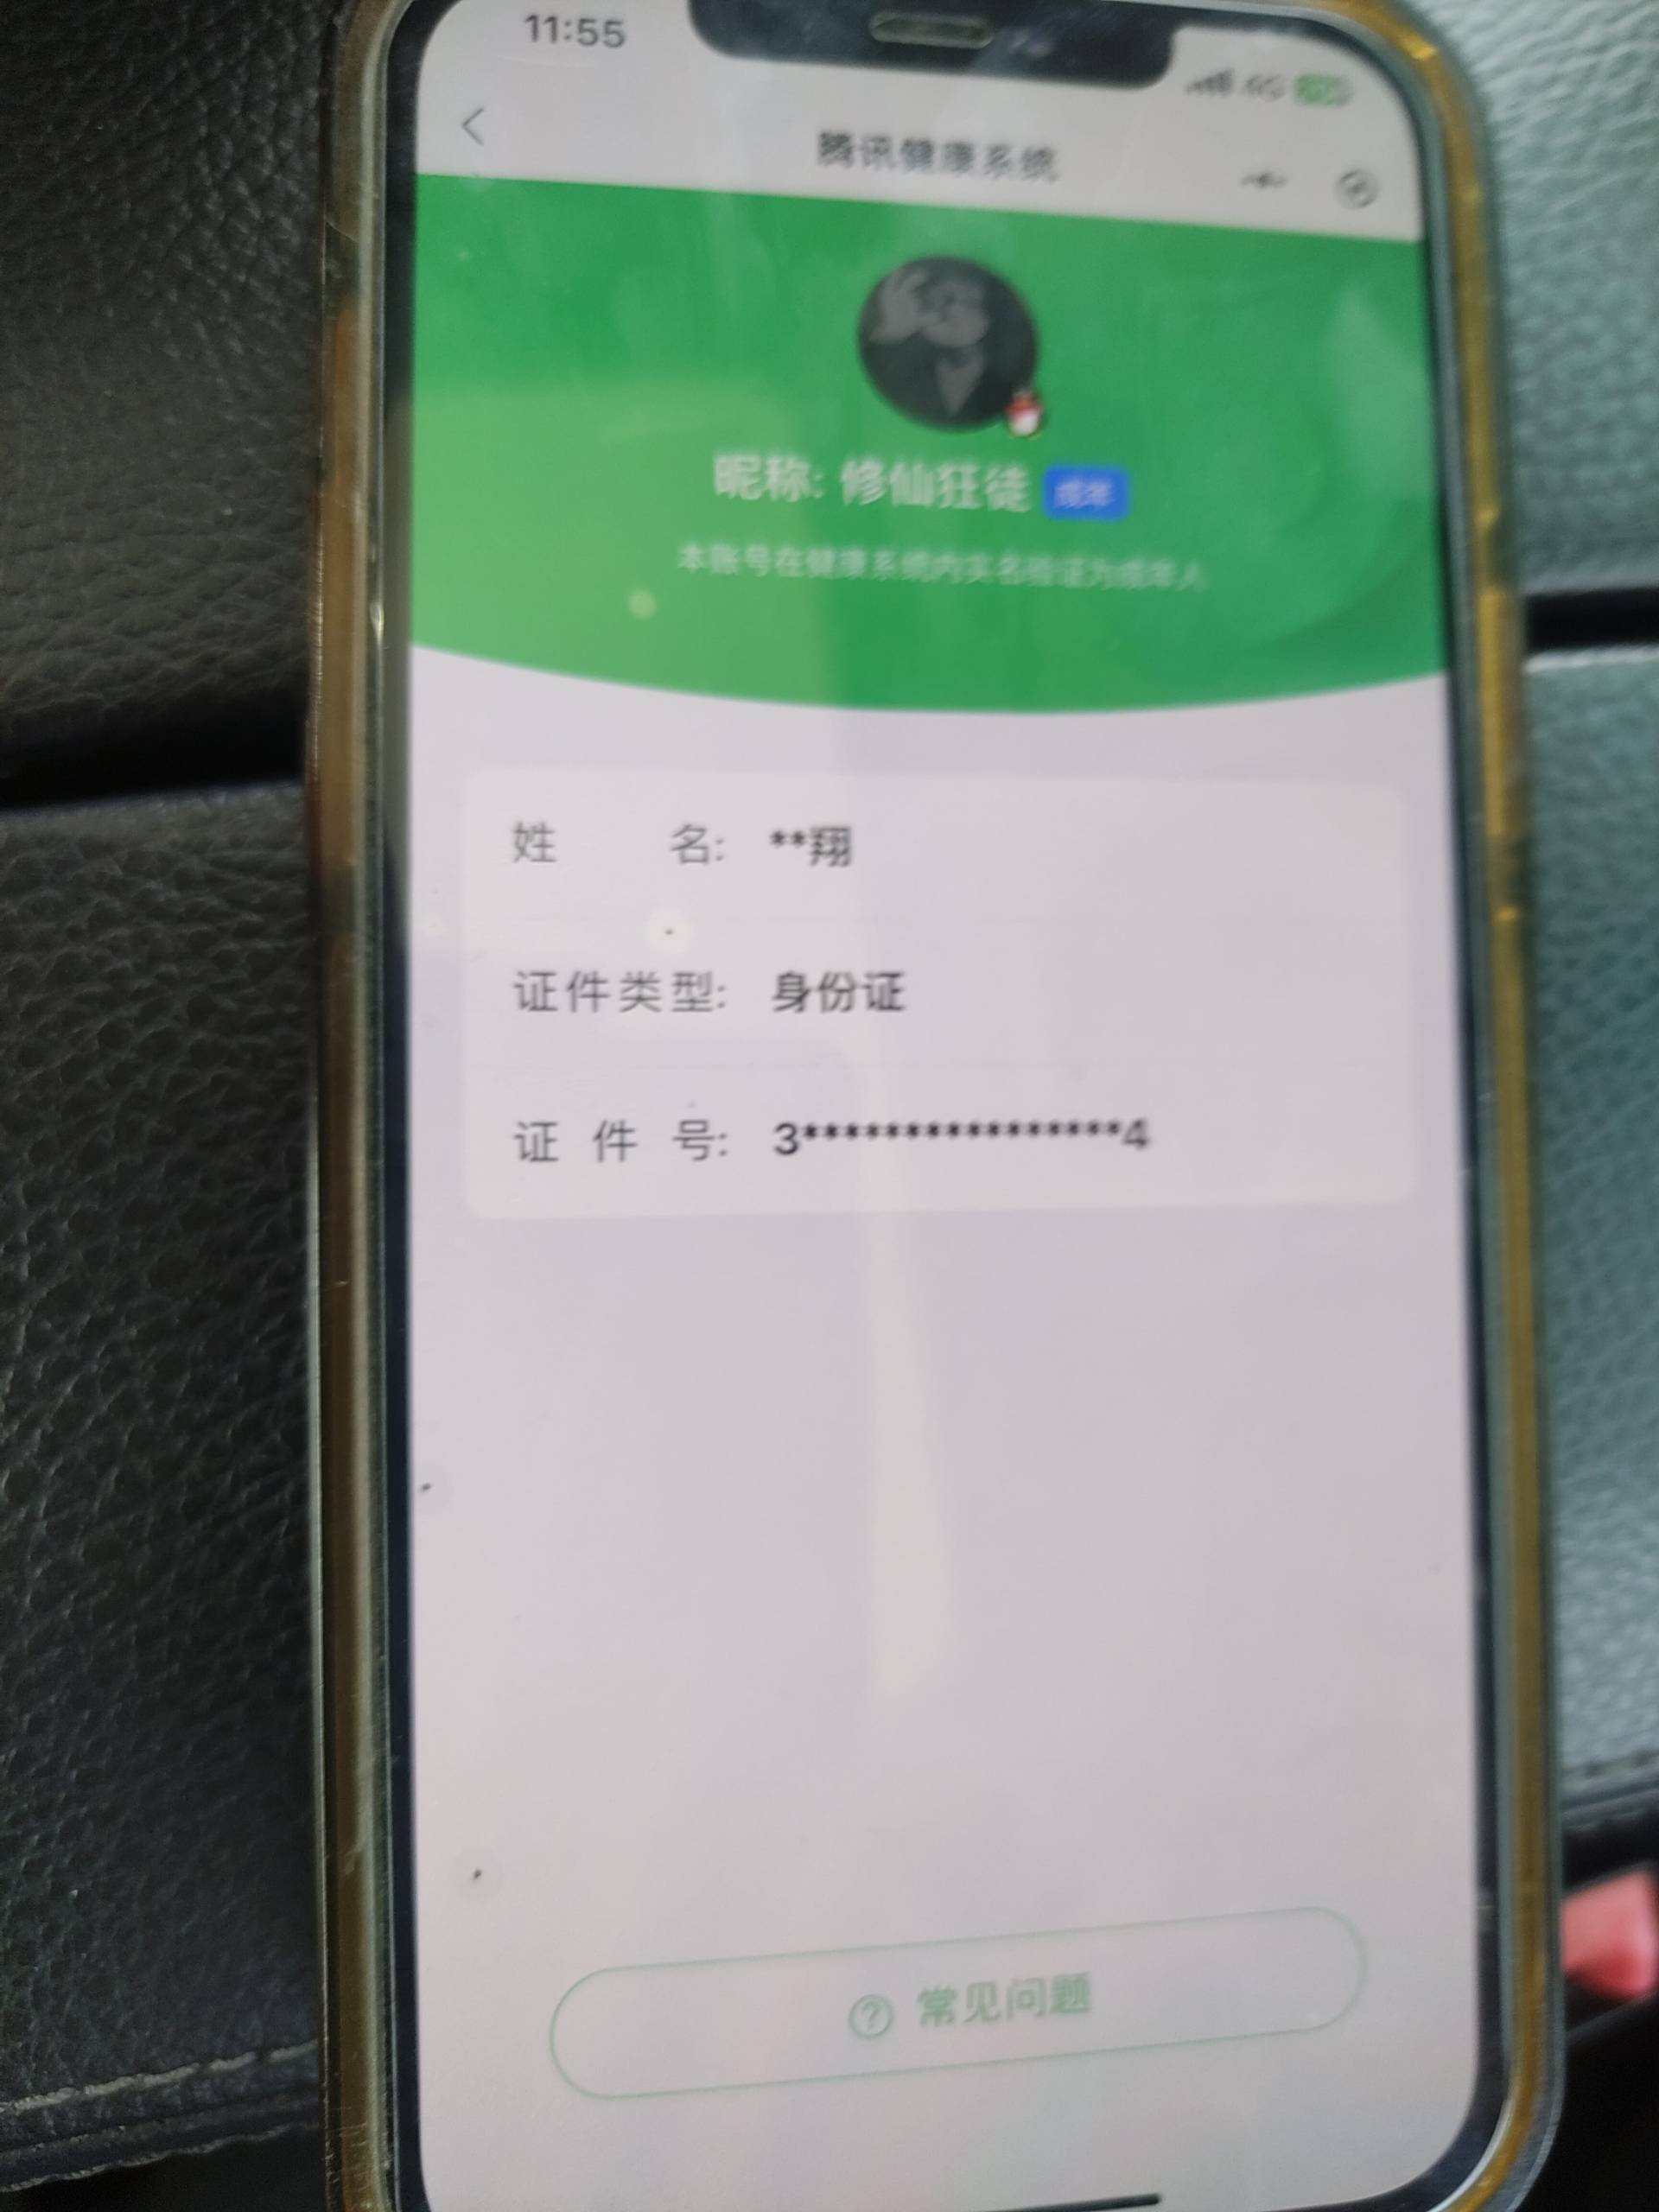 11:55
腾讯健康系统
昵称: 修仙狂徒 成年
本账号在健康系统内实名验证为成年人
姓名: **翔
证件类型: 身份证
证件号: 3****************4
? 常见问题